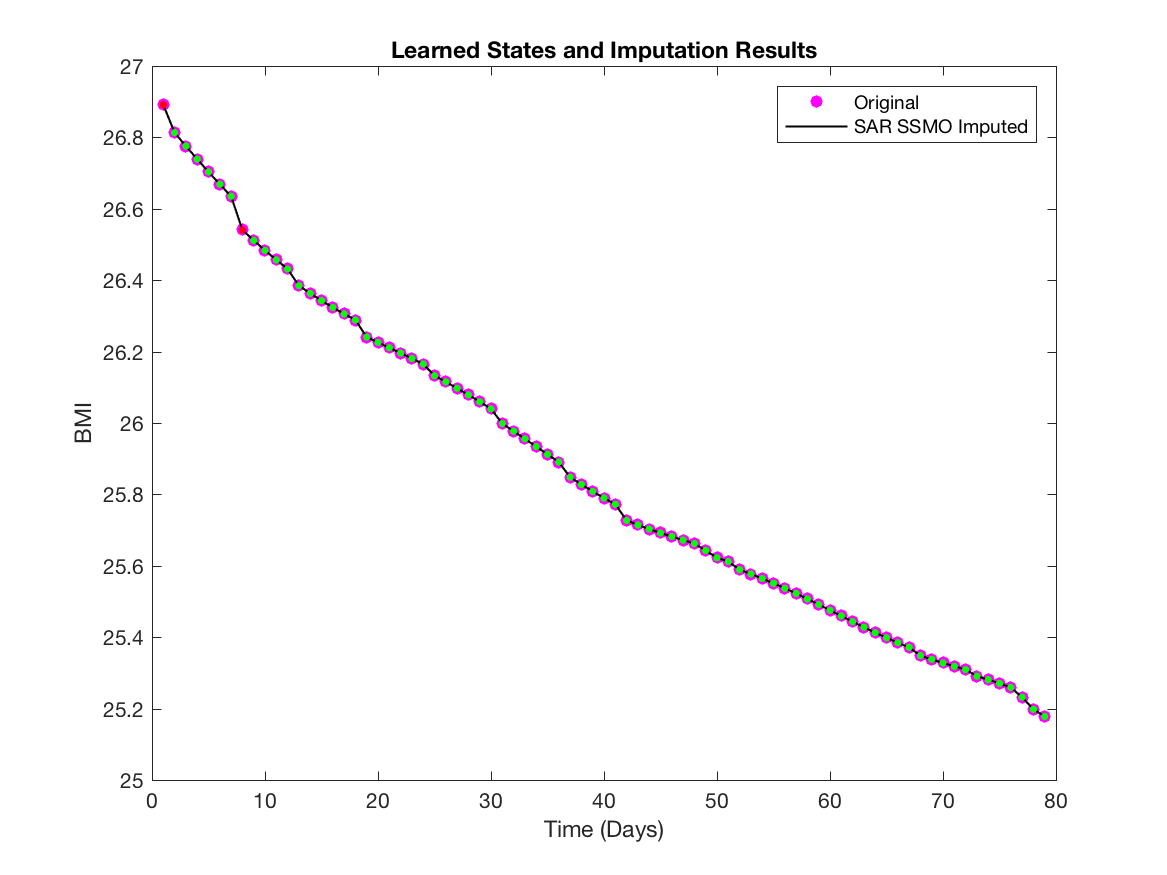 Learned States and Imputation Results
Original
SAR SSMO Imputed
27
26.8
26.6
26.4
26.2
26
25.8
25.6
25.4
25.2
25
BMI
0 10 20 30 40 50 60 70 80
Time (Days)